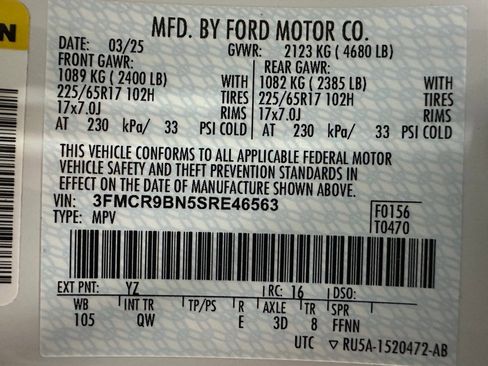 N
MFD. BY FORD MOTOR CO.
DATE: 03/25 GVWR: 2123 KG ( 4680 LB)
FRONT GAWR: REAR GAWR:
1089 KG ( 2400 LB) WITH 1082 KG ( 2385 LB) WITH
225/65R17 102H TIRES 225/65R17 102H TIRES
17x7.0J RIMS 17x7.0J RIMS
AT 230 kPa/ 33 PSI COLD AT 230 kPa/ 33 PSI COLD
THIS VEHICLE CONFORMS TO ALL APPLICABLE FEDERAL MOTOR
VEHICLE SAFETY AND THEFT PREVENTION STANDARDS IN
EFFECT ON THE DATE OF MANUFACTURE SHOWN ABOVE.
VIN: 3FMCR9BN5SRE46563 F0156
TYPE: MPV T0470
EXT PNT: YZ RC: 16 DSO:
WB INT TR TP/PS R AXLE TR SPR
105 QW E 3D 8 FFNN
UTC ▽ RU5A-1520472-AB